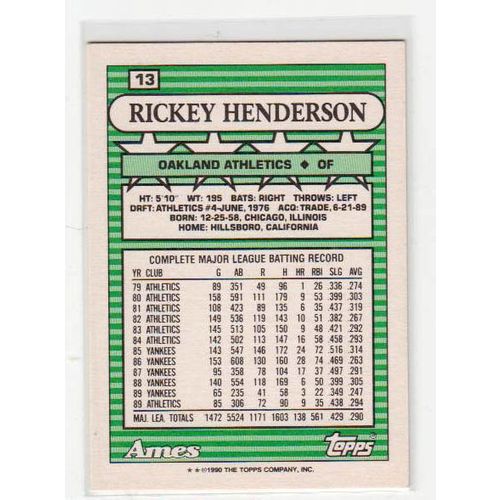 13
RICKEY HENDERSON
OAKLAND ATHLETICS ◆ OF
HT: 5'10" WT: 195 BATS: RIGHT THROWS: LEFT
DRFT: ATHLETICS #4-JUNE, 1976 ACQ: TRADE, 6-21-89
BORN: 12-25-58, CHICAGO, ILLINOIS
HOME: HILLSBORO, CALIFORNIA
COMPLETE MAJOR LEAGUE BATTING RECORD
YR CLUB G AB R H HR RBI SLG AVG
79 ATHLETICS 89 351 49 96 1 26 .336 .274
80 ATHLETICS 158 591 111 179 9 53 .399 .303
81 ATHLETICS 108 423 89 135 6 35 .437 .319
82 ATHLETICS 149 536 119 143 10 51 .382 .267
83 ATHLETICS 145 513 105 150 9 48 .421 .292
84 ATHLETICS 142 502 113 147 16 58 .458 .293
85 YANKEES 143 547 146 172 24 72 .516 .314
86 YANKEES 153 608 130 160 28 74 .469 .263
87 YANKEES 95 358 78 104 17 37 .497 .291
88 YANKEES 140 554 118 169 6 50 .399 .305
89 YANKEES 65 235 41 58 3 22 .349 .247
89 ATHLETICS 85 306 72 90 9 35 .438 .294
MAJ. LEA. TOTALS 1472 5524 1171 1603 138 561 .429 .290
Ames
Topps®
★★©1990 THE TOPPS COMPANY, INC.